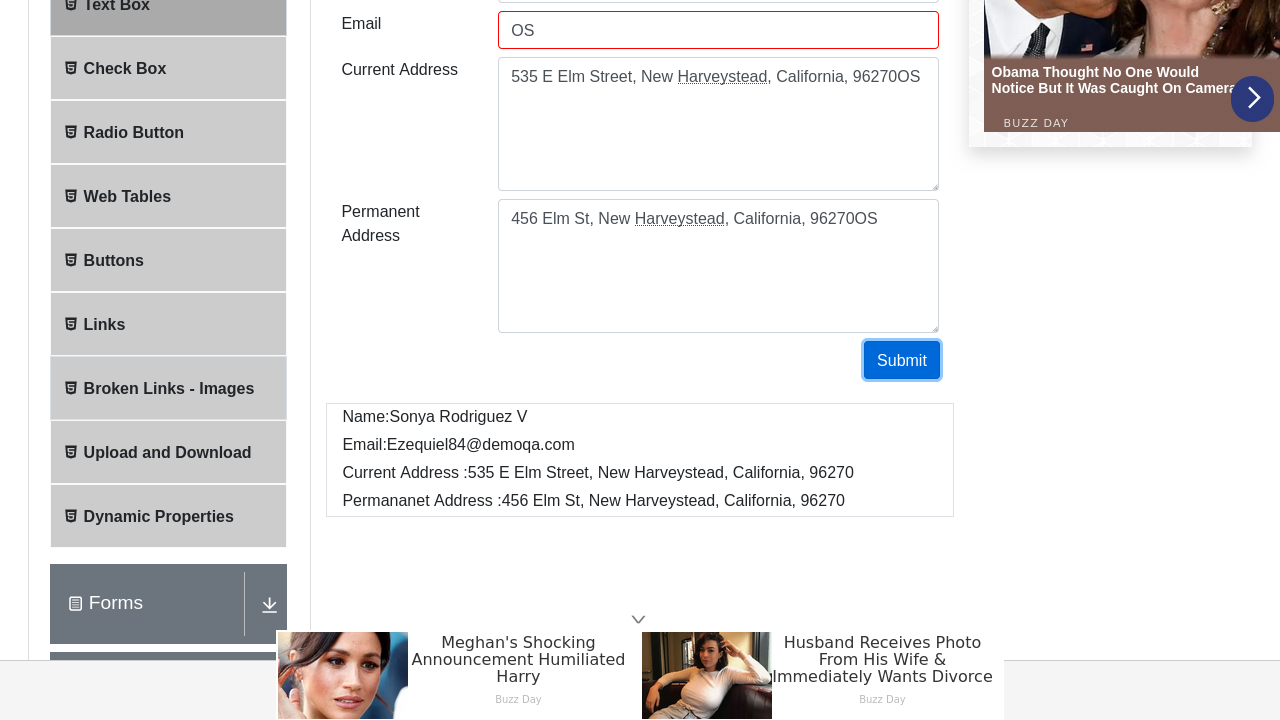 Text Box
Check Box
Radio Button
Web Tables
Buttons
Links
Broken Links - Images
Upload and Download
Dynamic Properties
Forms
Email
OS
Current Address
535 E Elm Street, New Harveystead, California, 96270OS
Permanent
Address
456 Elm St, New Harveystead, California, 96270OS
Submit
Name:Sonya Rodriguez V
Email:Ezequiel84@demoqa.com
Current Address :535 E Elm Street, New Harveystead, California, 96270
Permananet Address :456 Elm St, New Harveystead, California, 96270
Obama Thought No One Would
Notice But It Was Caught On Camera
BUZZ DAY
Meghan's Shocking
Announcement Humiliated
Harry
Buzz Day
Husband Receives Photo
From His Wife &
Immediately Wants Divorce
Buzz Day